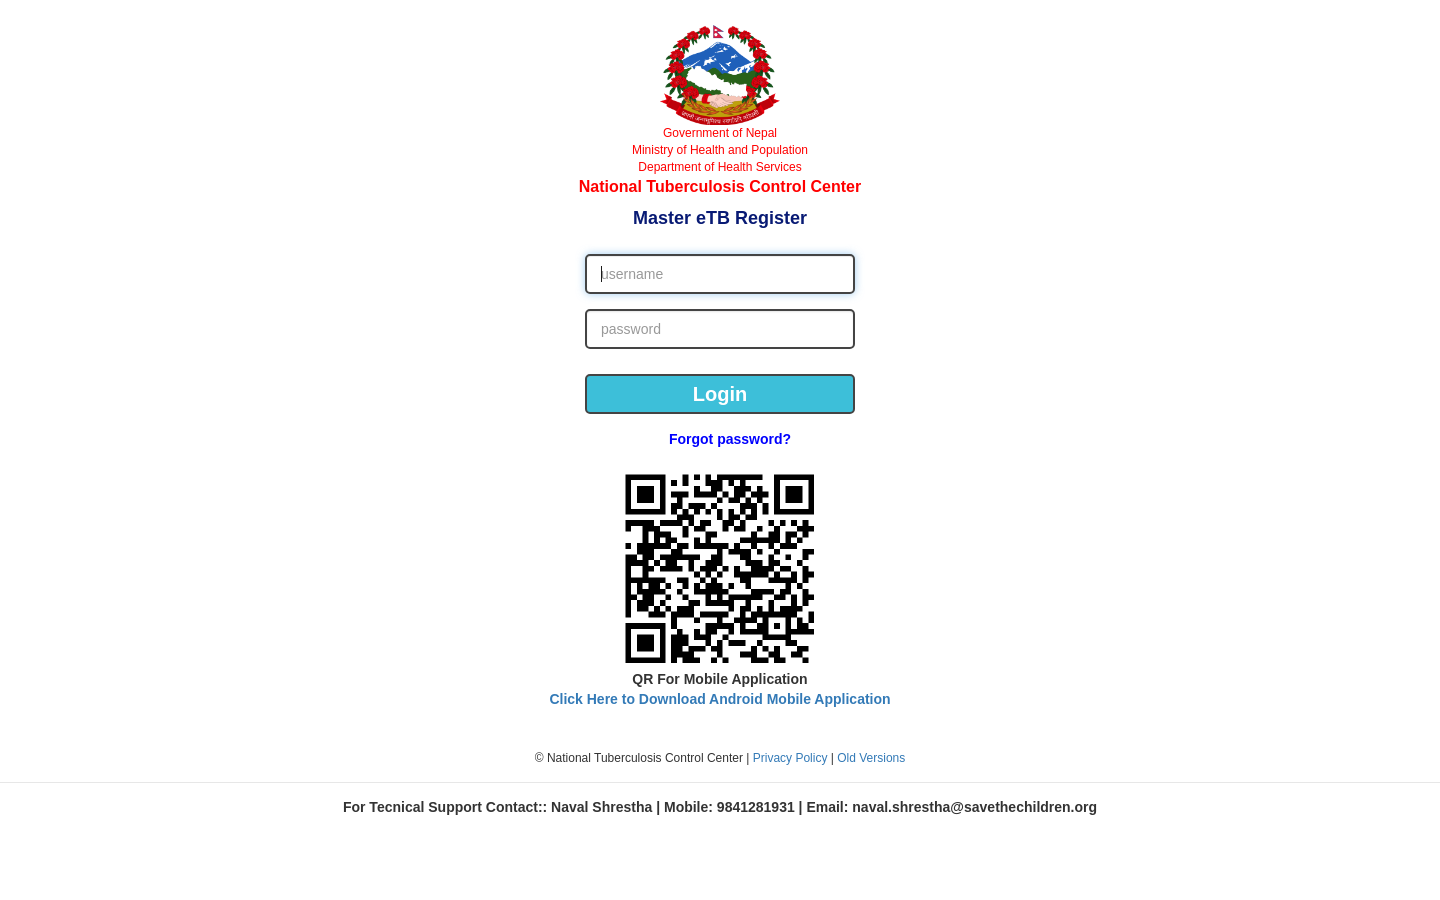 Government of Nepal
Ministry of Health and Population
Department of Health Services
National Tuberculosis Control Center
Master eTB Register
username
password
Login
Forgot password?
QR For Mobile Application
Click Here to Download Android Mobile Application
© National Tuberculosis Control Center | Privacy Policy | Old Versions
For Tecnical Support Contact:: Naval Shrestha | Mobile: 9841281931 | Email: naval.shrestha@savethechildren.org